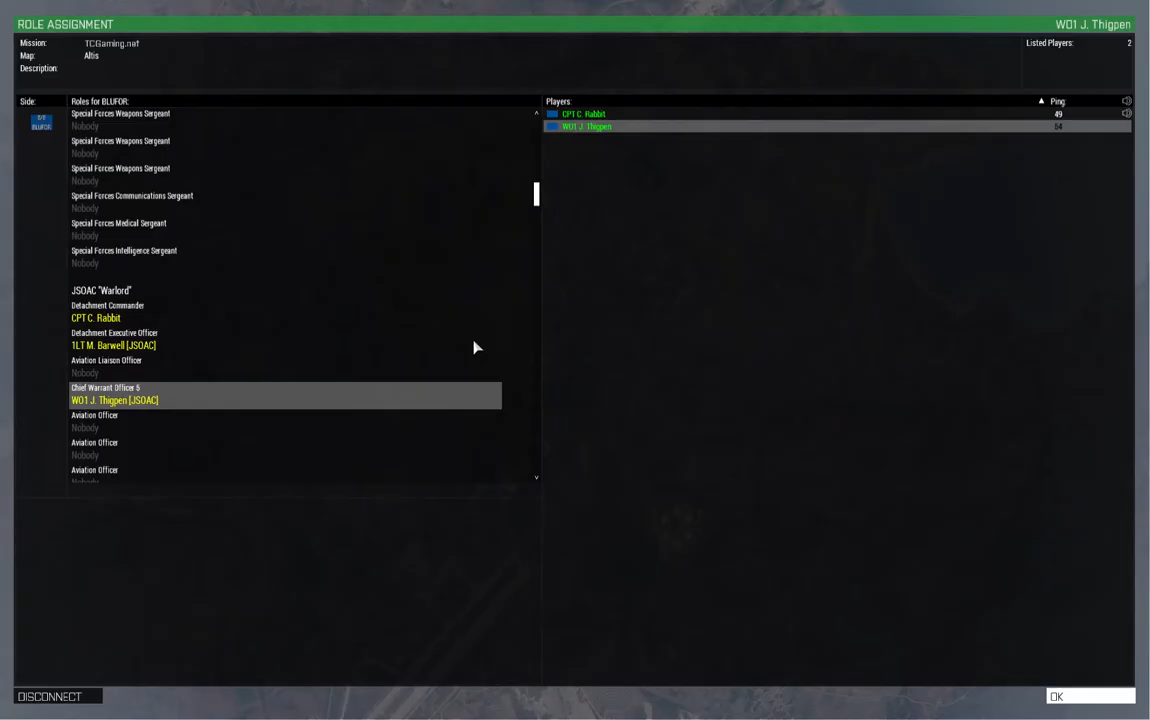 ROLE ASSIGNMENT
WO1 J. Thigpen
Mission: TCGaming.net
Map: Altis
Description:
Listed Players: 2
Side:
Roles for BLUFOR:
Players:
Ping:
BLUFOR
Special Forces Weapons Sergeant
Nobody
Special Forces Weapons Sergeant
Nobody
Special Forces Weapons Sergeant
Nobody
Special Forces Communications Sergeant
Nobody
Special Forces Medical Sergeant
Nobody
Special Forces Intelligence Sergeant
Nobody
JSOAC "Warlord"
Detachment Commander
CPT C. Rabbit
Detachment Executive Officer
1LT M. Barwell [JSOAC]
Aviation Liaison Officer
Nobody
Chief Warrant Officer 5
WO1 J. Thigpen [JSOAC]
Aviation Officer
Nobody
Aviation Officer
Nobody
Aviation Officer
Nobody
CPT C. Rabbit 49
WO1 J. Thigpen 54
DISCONNECT
OK